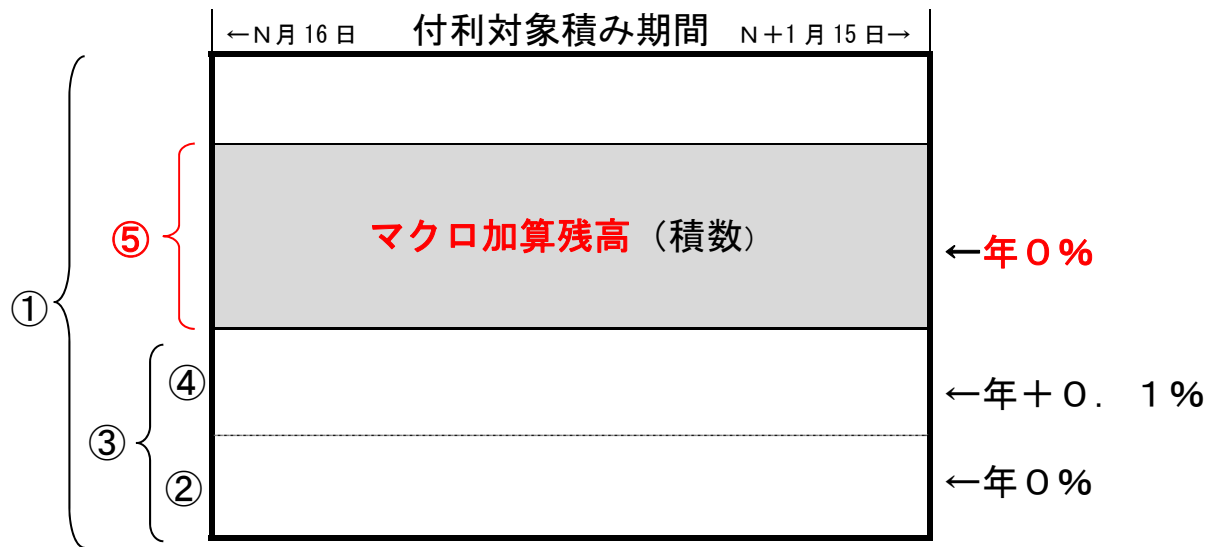 ←N月16日 付利対象積み期間 N+1月15日→
⑤ マクロ加算残高（積数） ←年０％
①
④ ←年＋０．１％
③
② ←年０％